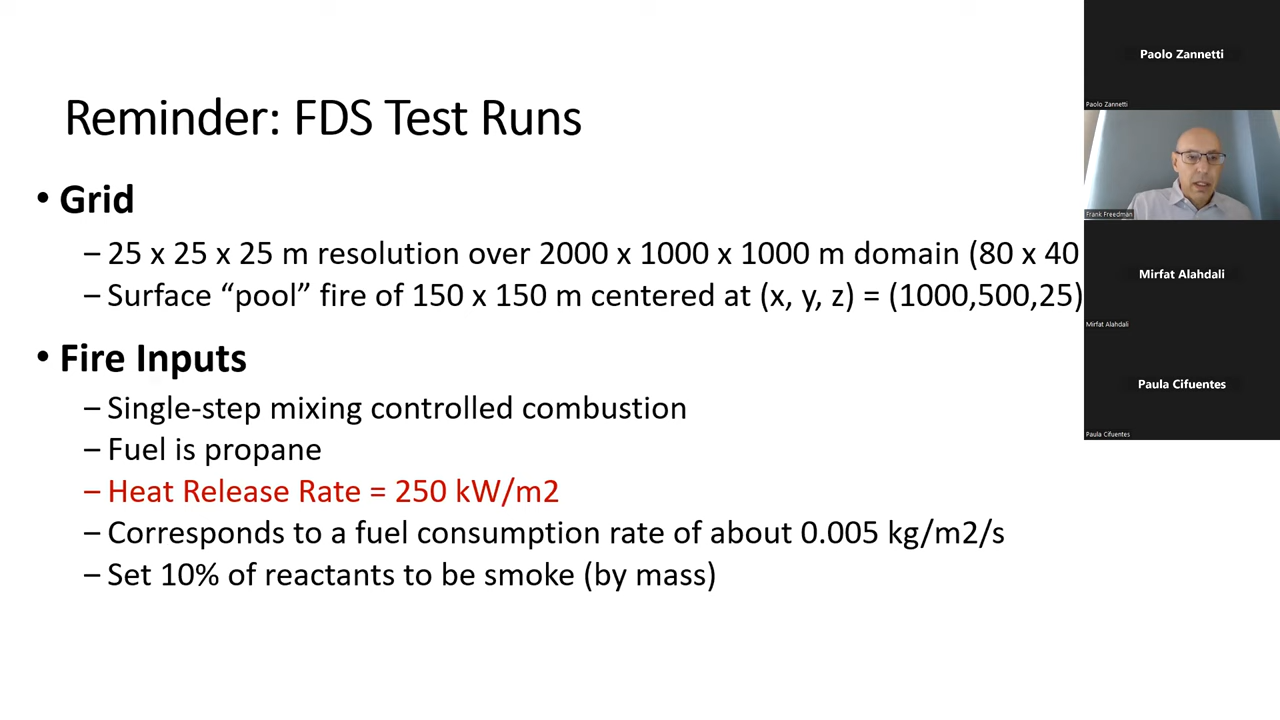 Reminder: FDS Test Runs
• Grid
– 25 x 25 x 25 m resolution over 2000 x 1000 x 1000 m domain (80 x 40
– Surface “pool” fire of 150 x 150 m centered at (x, y, z) = (1000,500,25)
• Fire Inputs
– Single-step mixing controlled combustion
– Fuel is propane
– Heat Release Rate = 250 kW/m2
– Corresponds to a fuel consumption rate of about 0.005 kg/m2/s
– Set 10% of reactants to be smoke (by mass)
Paolo Zannetti
Paolo Zannetti
Frank Freedman
Mirfat Alahdali
Mirfat Alahdali
Paula Cifuentes
Paula Cifuentes